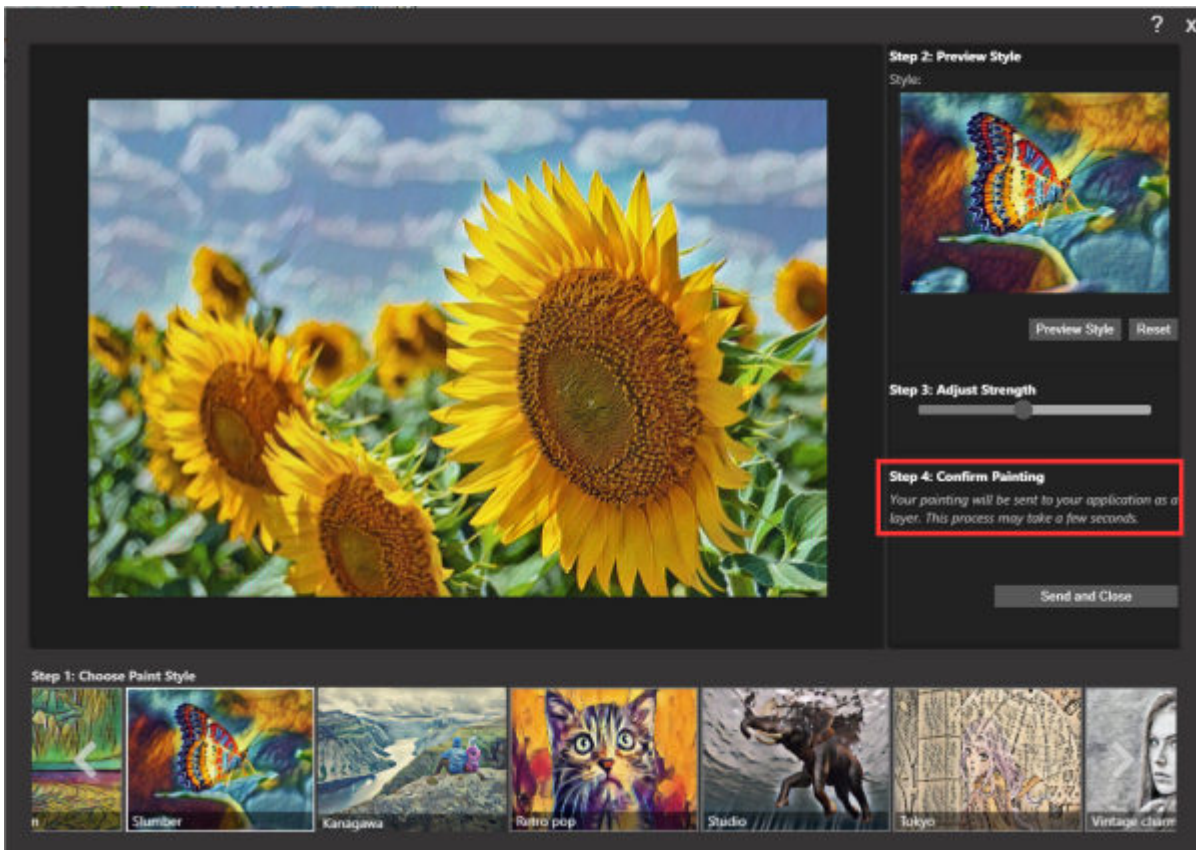 ? x
Step 2: Preview Style
Style:
Preview Style Reset
Step 3: Adjust Strength
Step 4: Confirm Painting
Your painting will be sent to your application as a
layer. This process may take a few seconds.
Send and Close
Step 1: Choose Paint Style
n
Slumber
Kanagawa
Retro pop
Studio
Tokyo
Vintage charm